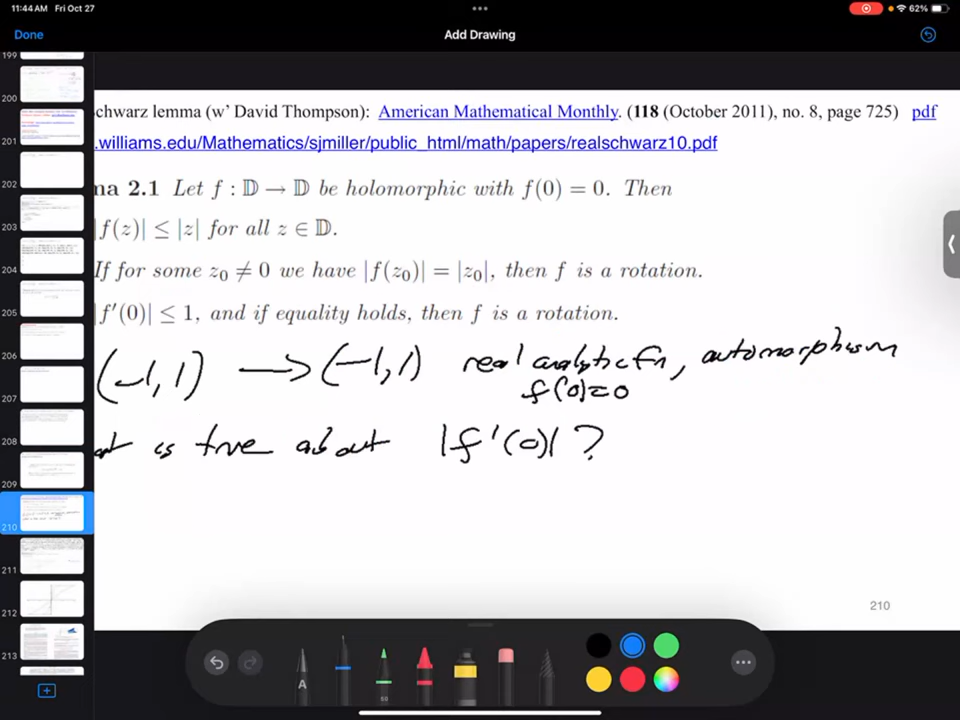 11:44 AM Fri Oct 27
62%
Done
Add Drawing
chwarz lemma (w' David Thompson): American Mathematical Monthly. (118 (October 2011), no. 8, page 725) pdf
.williams.edu/Mathematics/sjmiller/public_html/math/papers/realschwarz10.pdf
na 2.1 Let f : 𝔻 → 𝔻 be holomorphic with f(0) = 0. Then
|f(z)| ≤ |z| for all z ∈ 𝔻.
If for some z₀ ≠ 0 we have |f(z₀)| = |z₀|, then f is a rotation.
|f′(0)| ≤ 1, and if equality holds, then f is a rotation.
(-1,1) → (-1,1) real analytic fn, automorphism
f(0)=0
at is true about |f'(0)| ?
210
199
200
201
202
203
204
205
206
207
208
209
210
211
212
213
A